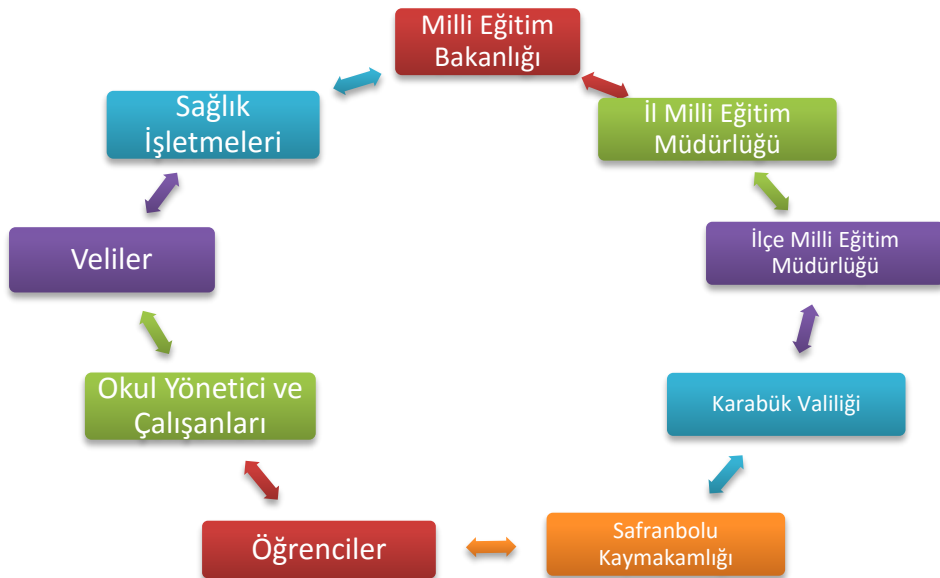 Milli Eğitim
Bakanlığı
İl Milli Eğitim
Müdürlüğü
İlçe Milli Eğitim
Müdürlüğü
Karabük Valiliği
Safranbolu
Kaymakamlığı
Öğrenciler
Okul Yönetici ve
Çalışanları
Veliler
Sağlık
İşletmeleri